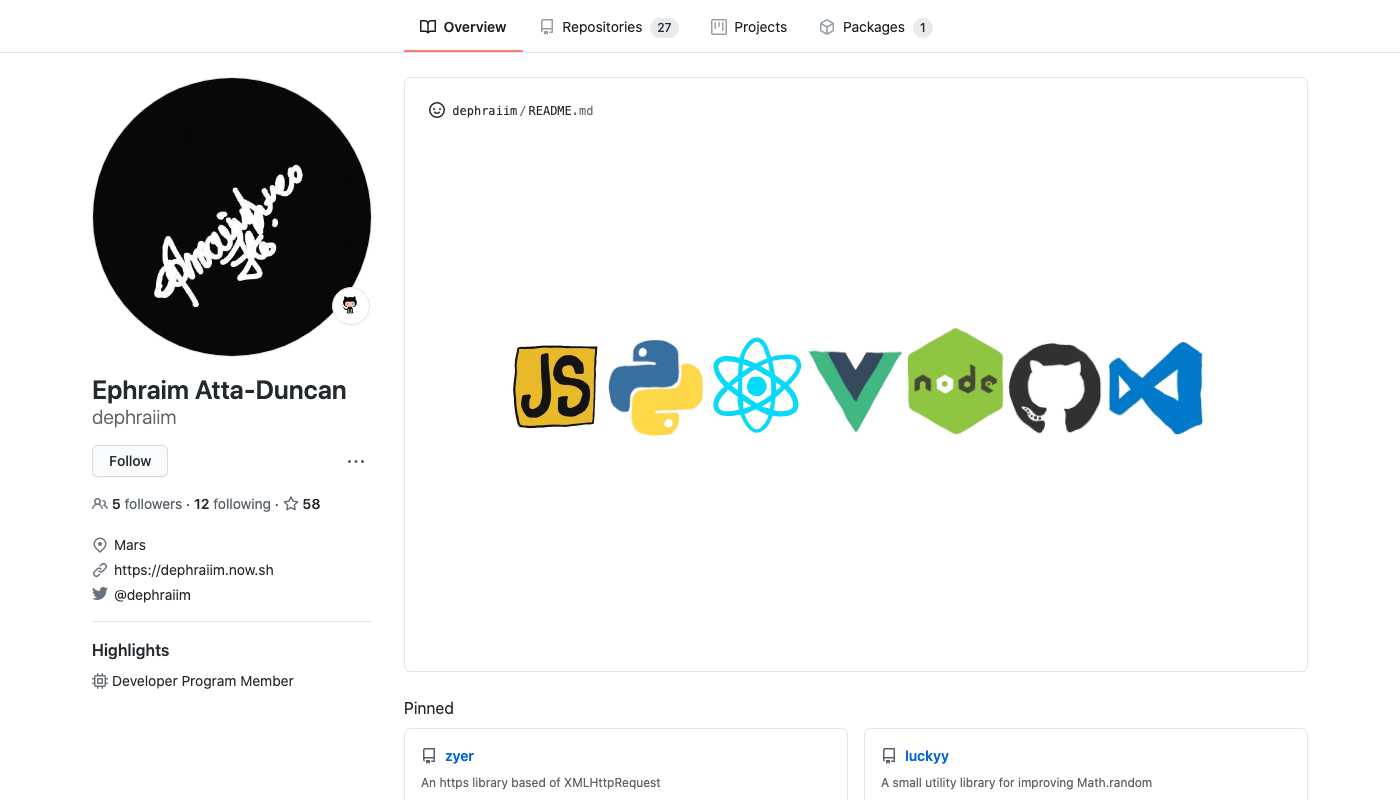 Overview
Repositories 27
Projects
Packages 1
dephraiim/README.md
JS
node
Ephraim Atta-Duncan
dephraiim
Follow
5 followers · 12 following · 58
Mars
https://dephraiim.now.sh
@dephraiim
Highlights
Developer Program Member
Pinned
zyer
An https library based of XMLHttpRequest
luckyy
A small utility library for improving Math.random